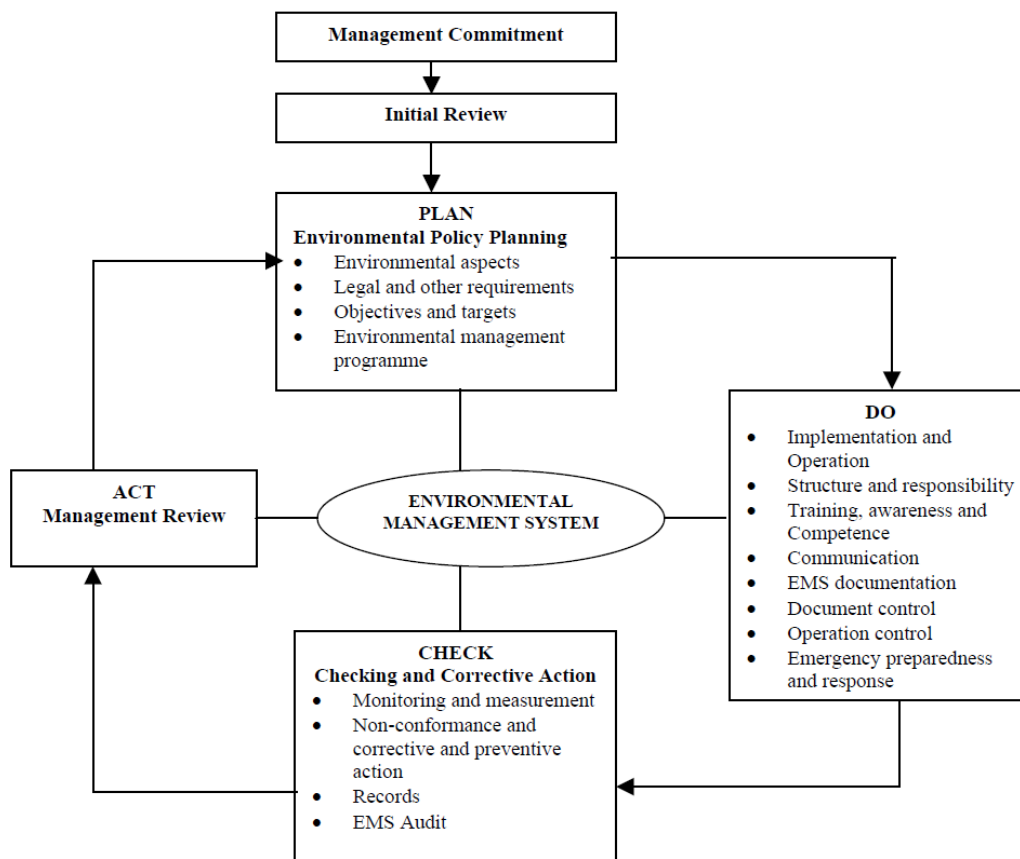 Management Commitment
Initial Review
PLAN
Environmental Policy Planning
• Environmental aspects
• Legal and other requirements
• Objectives and targets
• Environmental management
programme
DO
• Implementation and
Operation
• Structure and responsibility
• Training, awareness and
Competence
• Communication
• EMS documentation
• Document control
• Operation control
• Emergency preparedness
and response
ACT
Management Review
ENVIRONMENTAL
MANAGEMENT SYSTEM
CHECK
Checking and Corrective Action
• Monitoring and measurement
• Non-conformance and
corrective and preventive
action
• Records
• EMS Audit